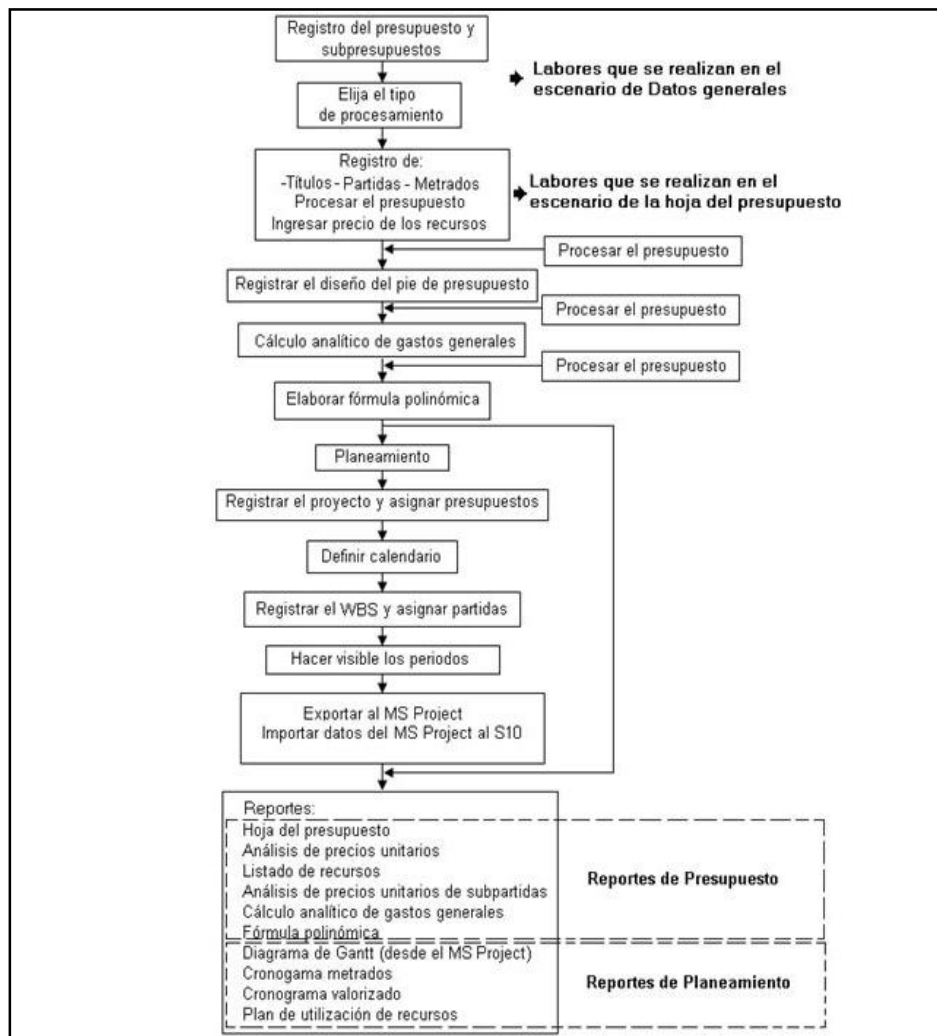 Registro del presupuesto y
subpresupuestos
Labores que se realizan en el
escenario de Datos generales
Elija el tipo
de procesamiento
Registro de:
-Títulos - Partidas - Metrados
Procesar el presupuesto
Ingresar precio de los recursos
Labores que se realizan en el
escenario de la hoja del presupuesto
Procesar el presupuesto
Registrar el diseño del pie de presupuesto
Procesar el presupuesto
Cálculo analítico de gastos generales
Procesar el presupuesto
Elaborar fórmula polinómica
Planeamiento
Registrar el proyecto y asignar presupuestos
Definir calendario
Registrar el WBS y asignar partidas
Hacer visible los periodos
Exportar al MS Project
Importar datos del MS Project al S10
Reportes:
Hoja del presupuesto
Análisis de precios unitarios
Listado de recursos
Análisis de precios unitarios de subpartidas
Cálculo analítico de gastos generales
Fórmula polinómica
Reportes de Presupuesto
Diagrama de Gantt (desde el MS Project)
Cronogama metrados
Cronograma valorizado
Plan de utilización de recursos
Reportes de Planeamiento